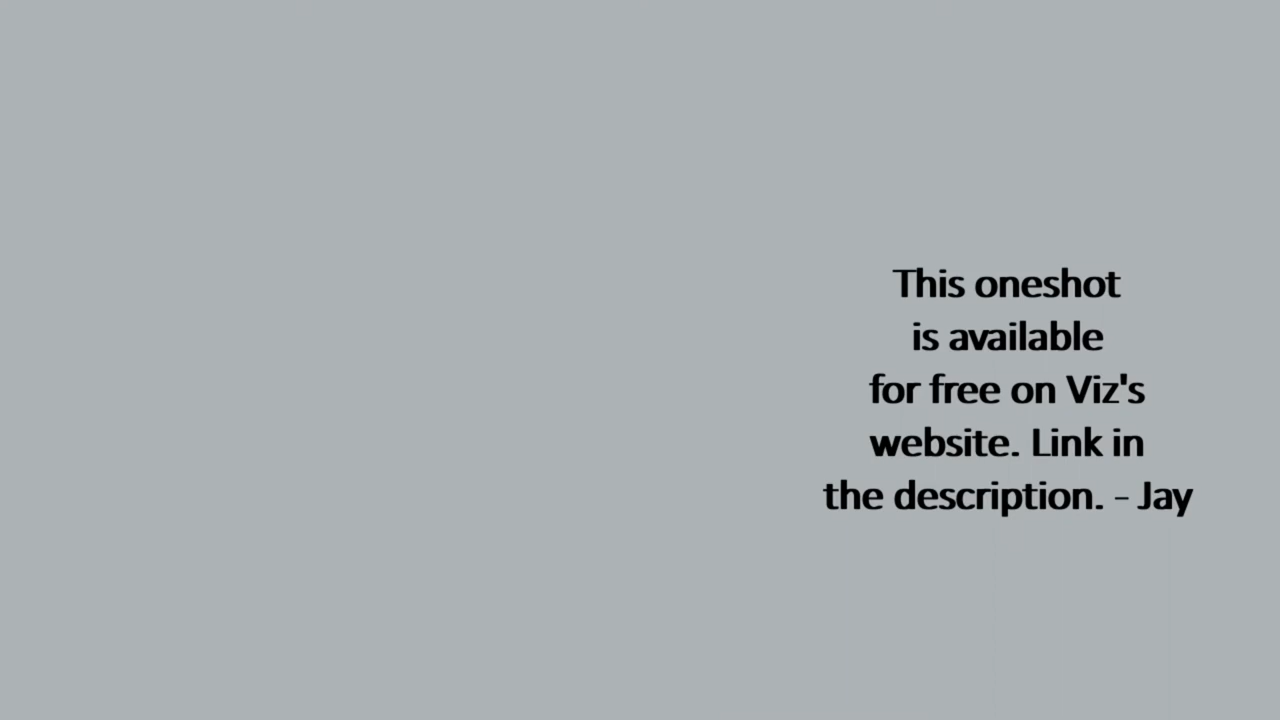 This oneshot
is available
for free on Viz's
website. Link in
the description. - Jay